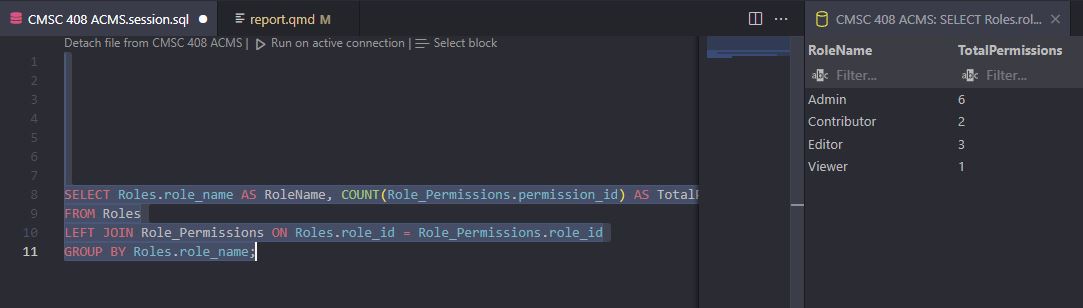 CMSC 408 ACMS.session.sql
report.qmd M
CMSC 408 ACMS: SELECT Roles.rol...
Detach file from CMSC 408 ACMS | Run on active connection | Select block
1
2
3
4
5
6
7
8 SELECT Roles.role_name AS RoleName, COUNT(Role_Permissions.permission_id) AS TotalP
9 FROM Roles
10 LEFT JOIN Role_Permissions ON Roles.role_id = Role_Permissions.role_id
11 GROUP BY Roles.role_name;
RoleName TotalPermissions
abc Filter... abc Filter...
Admin 6
Contributor 2
Editor 3
Viewer 1